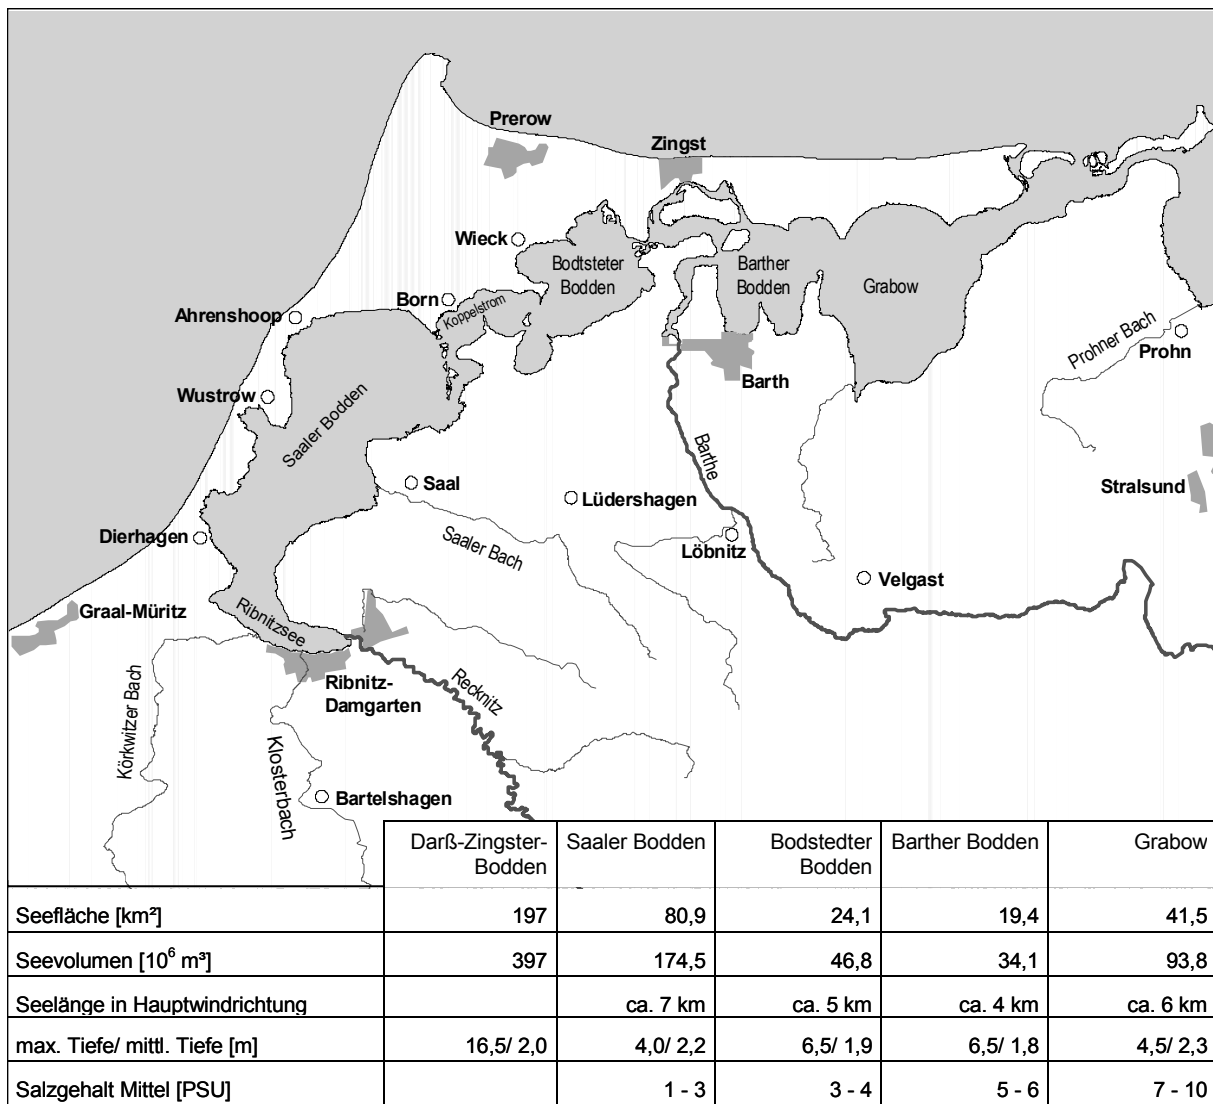 Prerow
Zingst
Wieck
Bodtsteter
Bodden
Barther
Bodden
Grabow
Born
Koppelstrom
Ahrenshoop
Prohner Bach
Prohn
Barth
Wustrow
Saaler Bodden
Barthe
Saal
Lüdershagen
Stralsund
Dierhagen
Saaler Bach
Löbnitz
Velgast
Graal-Müritz
Ribnitzsee
Ribnitz-
Damgarten
Recknitz
Körkwitzer Bach
Klosterbach
Bartelshagen
Darß-Zingster-
Bodden
Saaler Bodden
Bodstedter
Bodden
Barther Bodden
Grabow
Seefläche [km²] 197 80,9 24,1 19,4 41,5
Seevolumen [10⁶ m³] 397 174,5 46,8 34,1 93,8
Seelänge in Hauptwindrichtung ca. 7 km ca. 5 km ca. 4 km ca. 6 km
max. Tiefe/ mittl. Tiefe [m] 16,5/ 2,0 4,0/ 2,2 6,5/ 1,9 6,5/ 1,8 4,5/ 2,3
Salzgehalt Mittel [PSU] 1 - 3 3 - 4 5 - 6 7 - 10